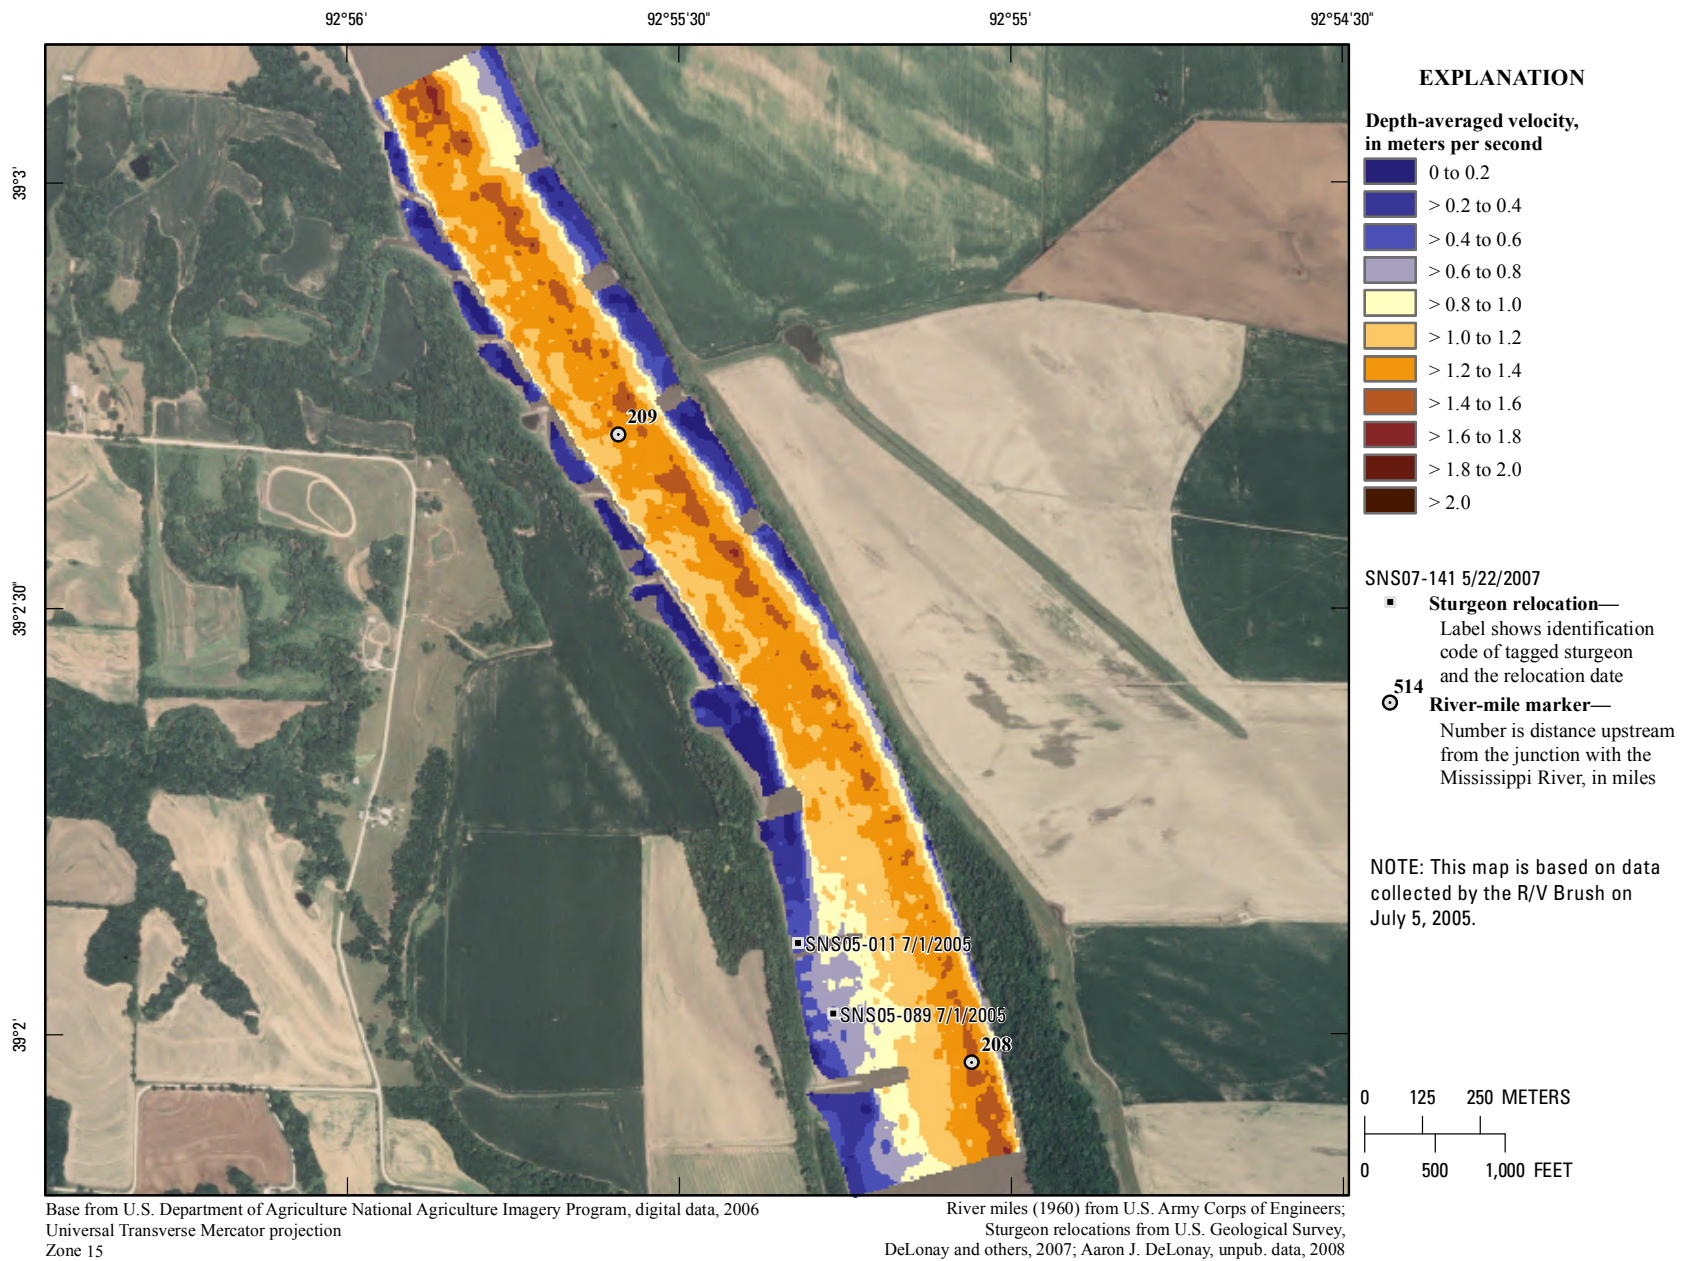 92°56'
92°55'30"
92°55'
92°54'30"
39°3'
39°2'30"
39°2'
209
SNS05-011 7/1/2005
SNS05-089 7/1/2005
208
EXPLANATION
Depth-averaged velocity,
in meters per second
0 to 0.2
> 0.2 to 0.4
> 0.4 to 0.6
> 0.6 to 0.8
> 0.8 to 1.0
> 1.0 to 1.2
> 1.2 to 1.4
> 1.4 to 1.6
> 1.6 to 1.8
> 1.8 to 2.0
> 2.0
SNS07-141 5/22/2007
Sturgeon relocation—
Label shows identification
code of tagged sturgeon
and the relocation date
514
River-mile marker—
Number is distance upstream
from the junction with the
Mississippi River, in miles
NOTE: This map is based on data
collected by the R/V Brush on
July 5, 2005.
0 125 250 METERS
0 500 1,000 FEET
Base from U.S. Department of Agriculture National Agriculture Imagery Program, digital data, 2006
Universal Transverse Mercator projection
Zone 15
River miles (1960) from U.S. Army Corps of Engineers;
Sturgeon relocations from U.S. Geological Survey,
DeLonay and others, 2007; Aaron J. DeLonay, unpub. data, 2008